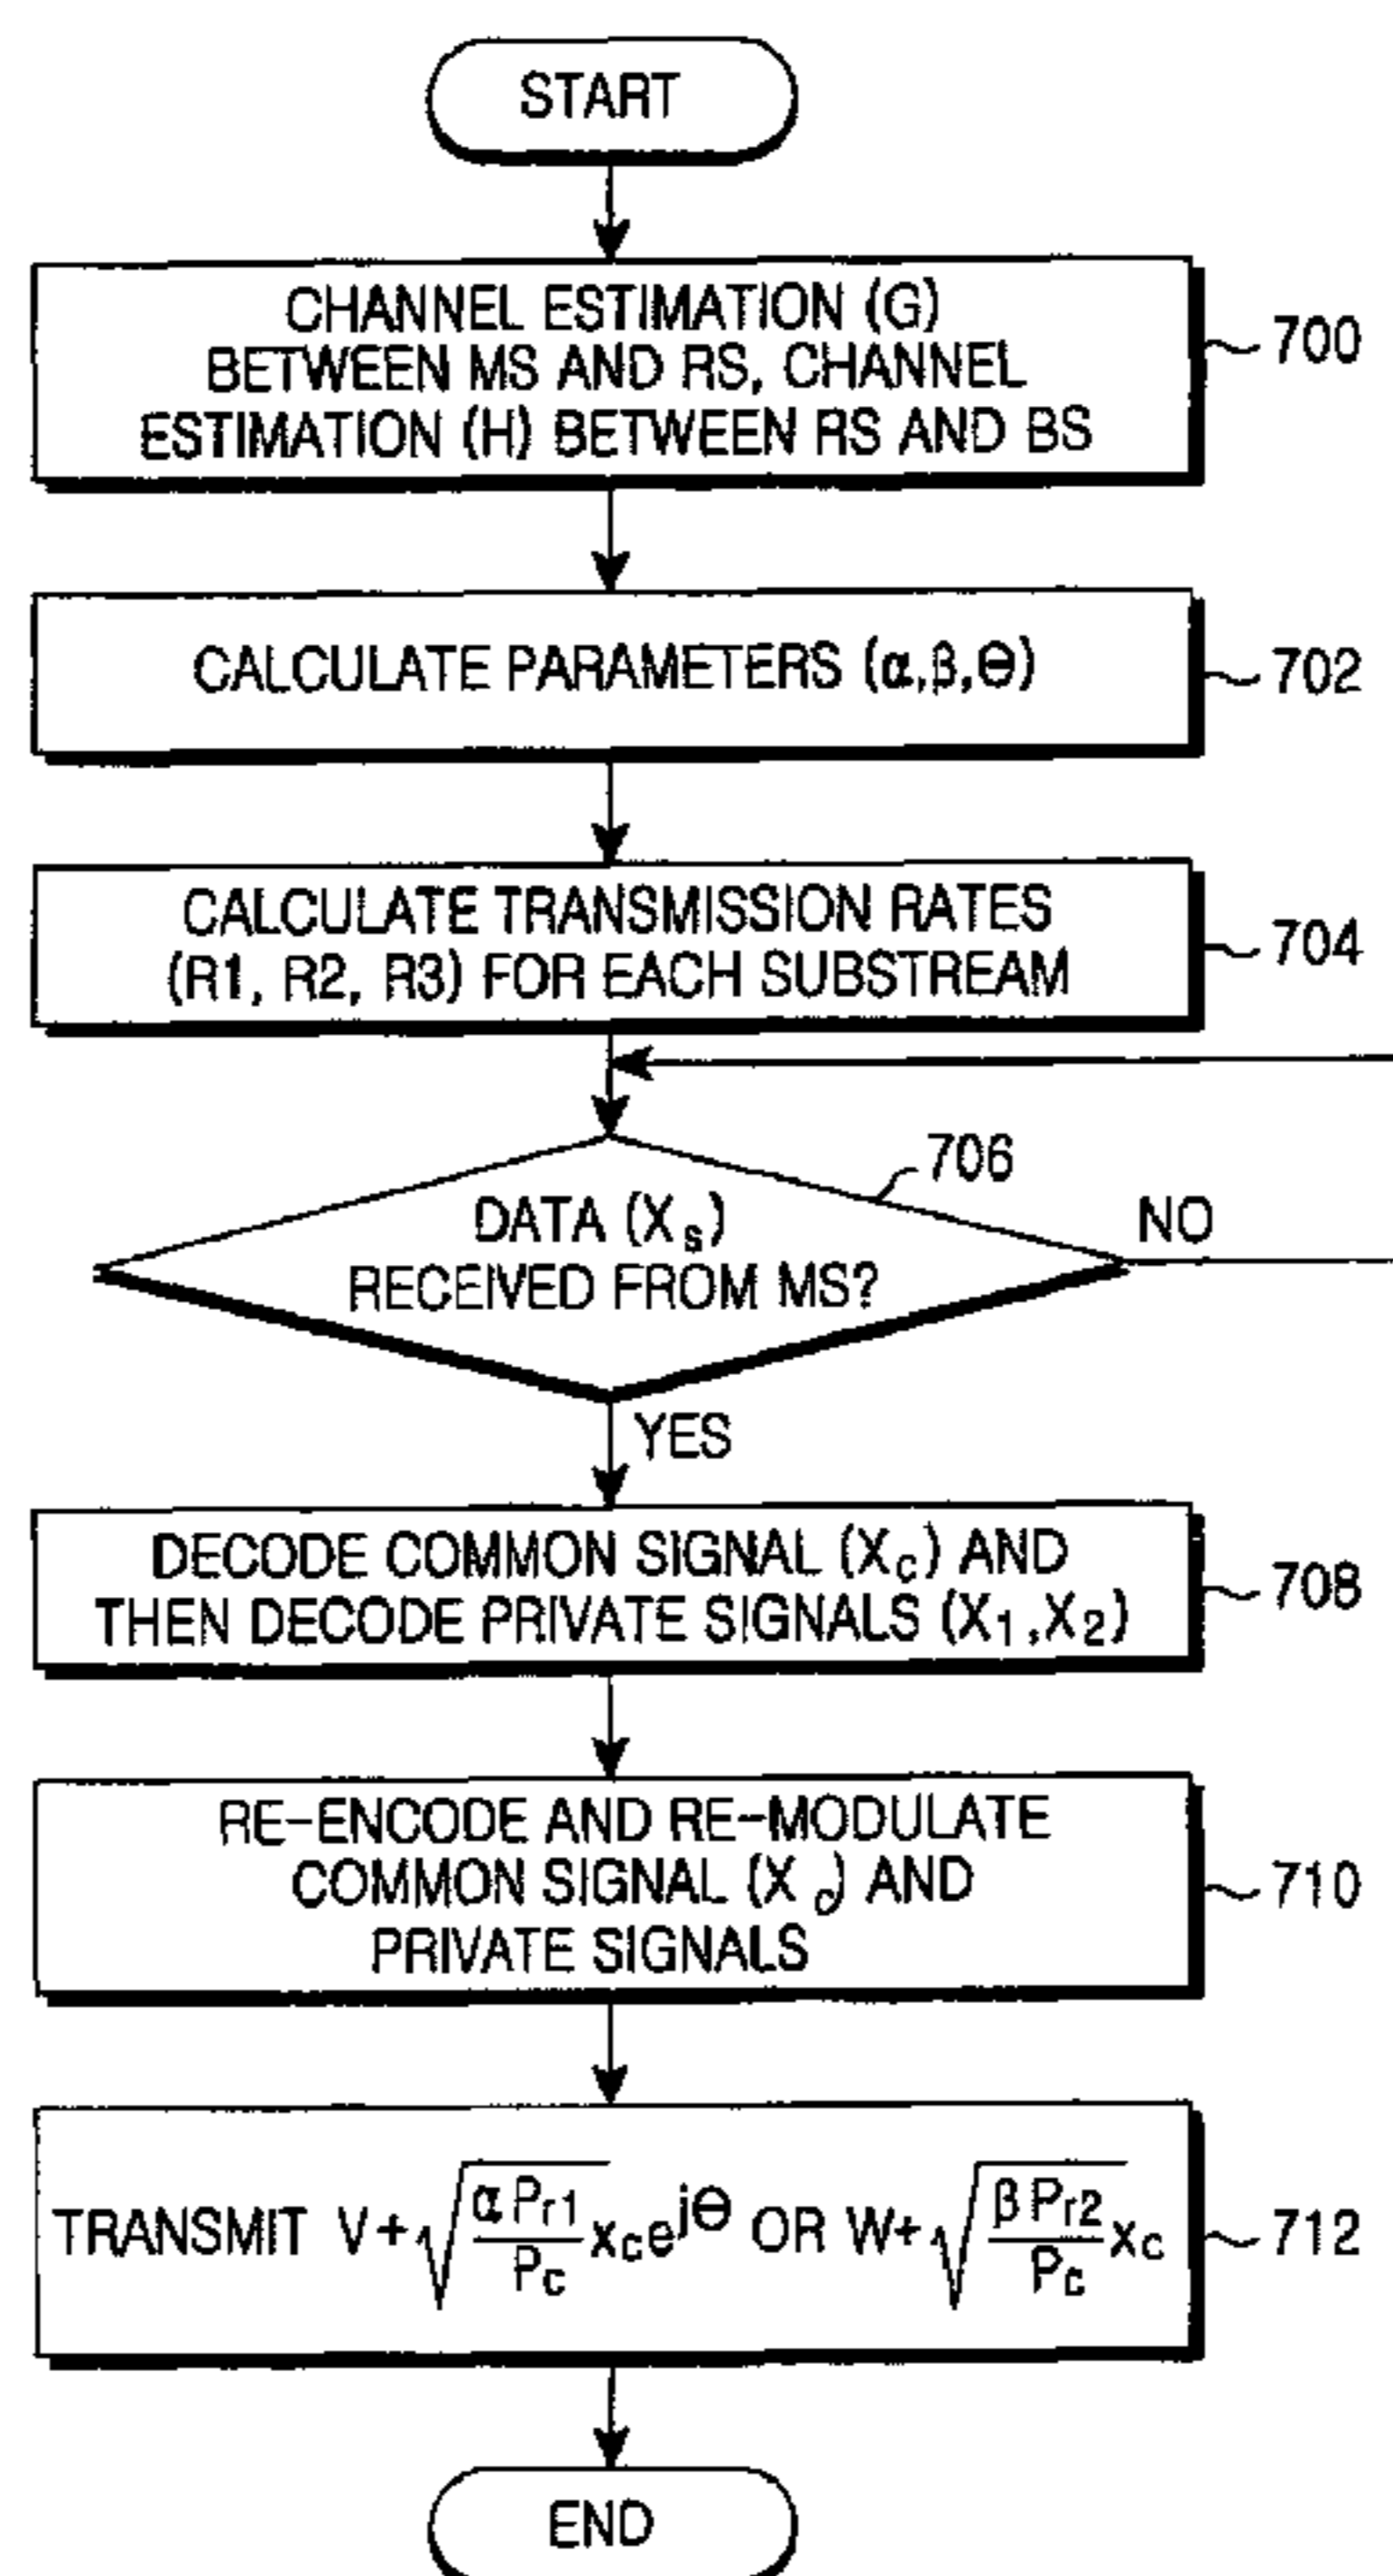 START
CHANNEL ESTIMATION (G)
BETWEEN MS AND RS, CHANNEL
ESTIMATION (H) BETWEEN RS AND BS
700
CALCULATE PARAMETERS (α,β,Θ)
702
CALCULATE TRANSMISSION RATES
(R1, R2, R3) FOR EACH SUBSTREAM
704
706
DATA (Xs)
RECEIVED FROM MS?
NO
YES
DECODE COMMON SIGNAL (Xc) AND
THEN DECODE PRIVATE SIGNALS (X1,X2)
708
RE-ENCODE AND RE-MODULATE
COMMON SIGNAL (Xc) AND
PRIVATE SIGNALS
710
TRANSMIT V+√(αPr1/Pc) xc e^jΘ OR W+√(βPr2/Pc) xc
712
END